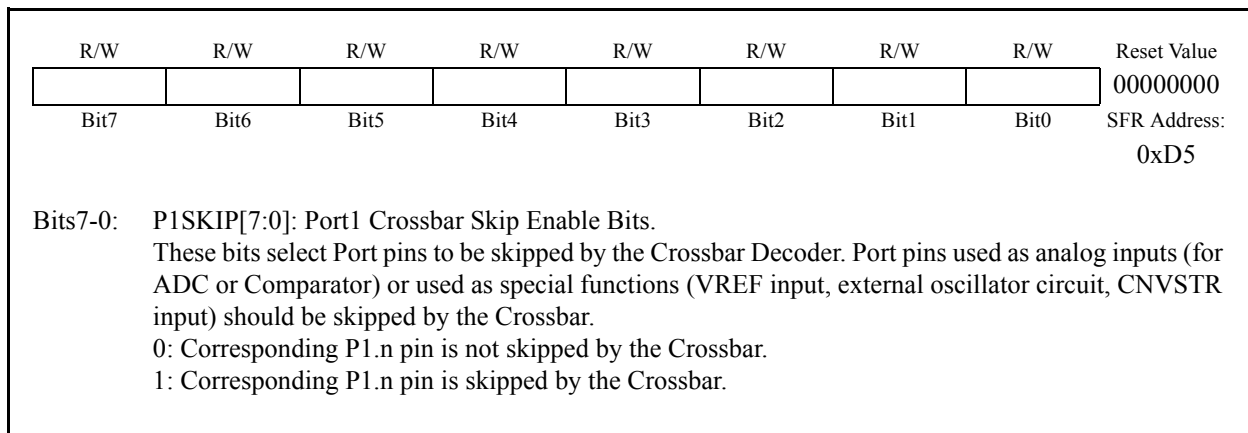 R/W R/W R/W R/W R/W R/W R/W R/W Reset Value
00000000
Bit7 Bit6 Bit5 Bit4 Bit3 Bit2 Bit1 Bit0 SFR Address:
0xD5
Bits7-0: P1SKIP[7:0]: Port1 Crossbar Skip Enable Bits.
These bits select Port pins to be skipped by the Crossbar Decoder. Port pins used as analog inputs (for
ADC or Comparator) or used as special functions (VREF input, external oscillator circuit, CNVSTR
input) should be skipped by the Crossbar.
0: Corresponding P1.n pin is not skipped by the Crossbar.
1: Corresponding P1.n pin is skipped by the Crossbar.